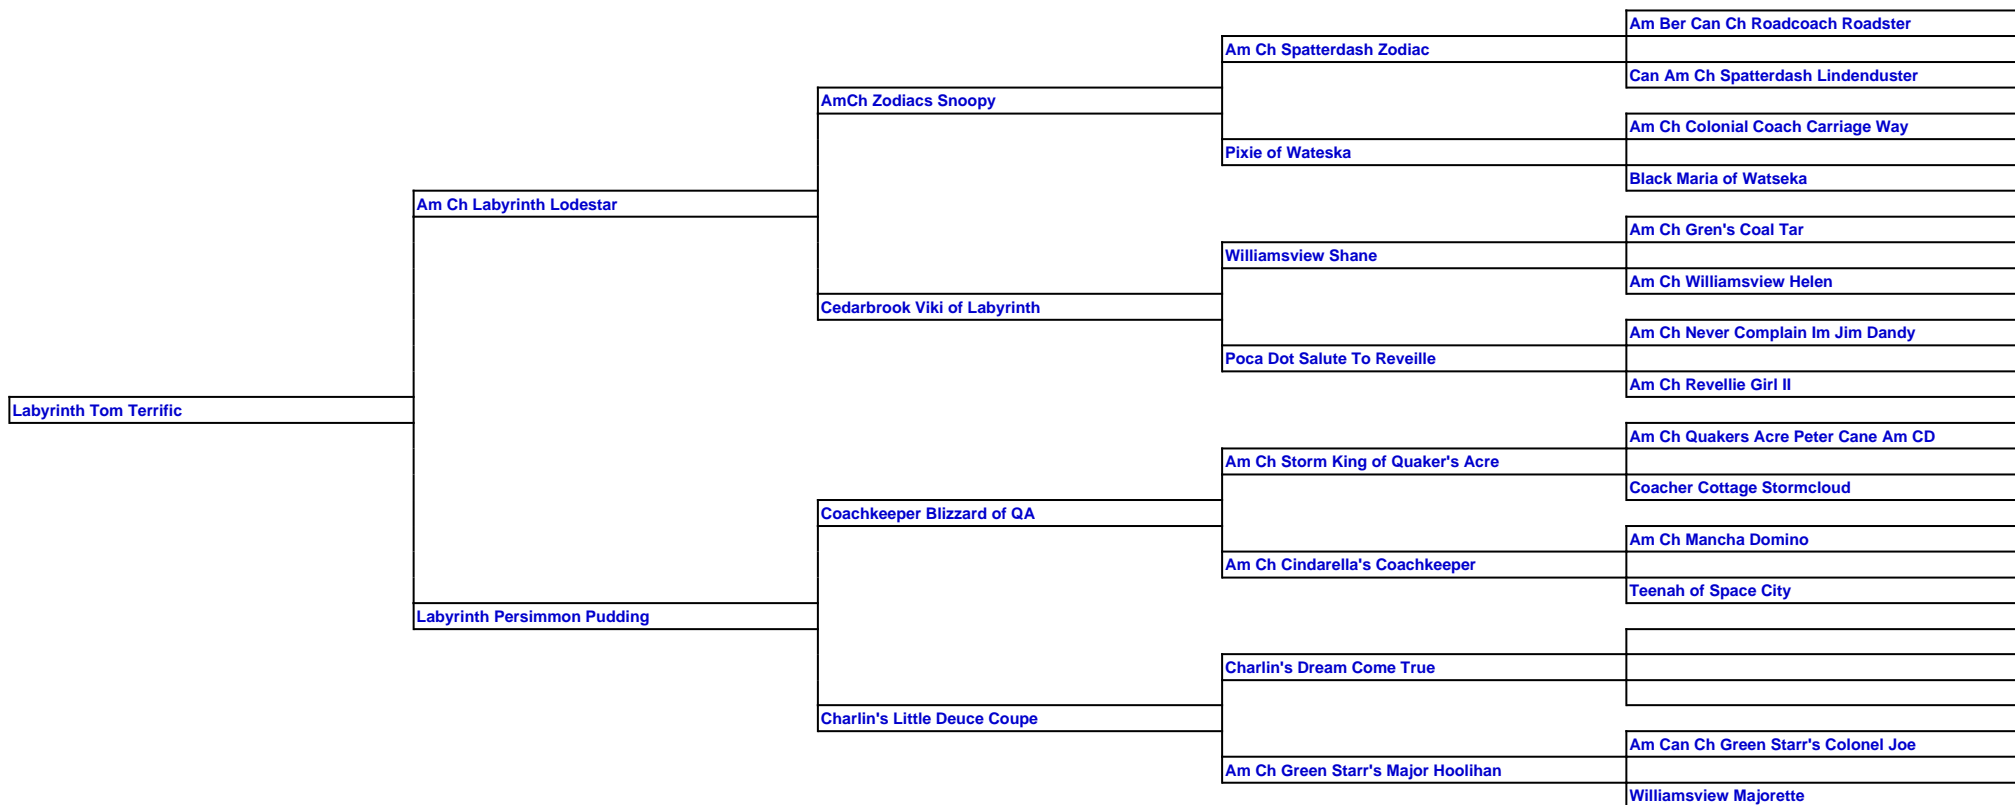 Am Ber Can Ch Roadcoach Roadster
Am Ch Spatterdash Zodiac
Can Am Ch Spatterdash Lindenduster
AmCh Zodiacs Snoopy
Am Ch Colonial Coach Carriage Way
Pixie of Wateska
Black Maria of Watseka
Am Ch Labyrinth Lodestar
Am Ch Gren's Coal Tar
Williamsview Shane
Am Ch Williamsview Helen
Cedarbrook Viki of Labyrinth
Am Ch Never Complain Im Jim Dandy
Poca Dot Salute To Reveille
Am Ch Revellie Girl II
Labyrinth Tom Terrific
Am Ch Quakers Acre Peter Cane Am CD
Am Ch Storm King of Quaker's Acre
Coacher Cottage Stormcloud
Coachkeeper Blizzard of QA
Am Ch Mancha Domino
Am Ch Cindarella's Coachkeeper
Teenah of Space City
Labyrinth Persimmon Pudding
Charlin's Dream Come True
Charlin's Little Deuce Coupe
Am Can Ch Green Starr's Colonel Joe
Am Ch Green Starr's Major Hoolihan
Williamsview Majorette